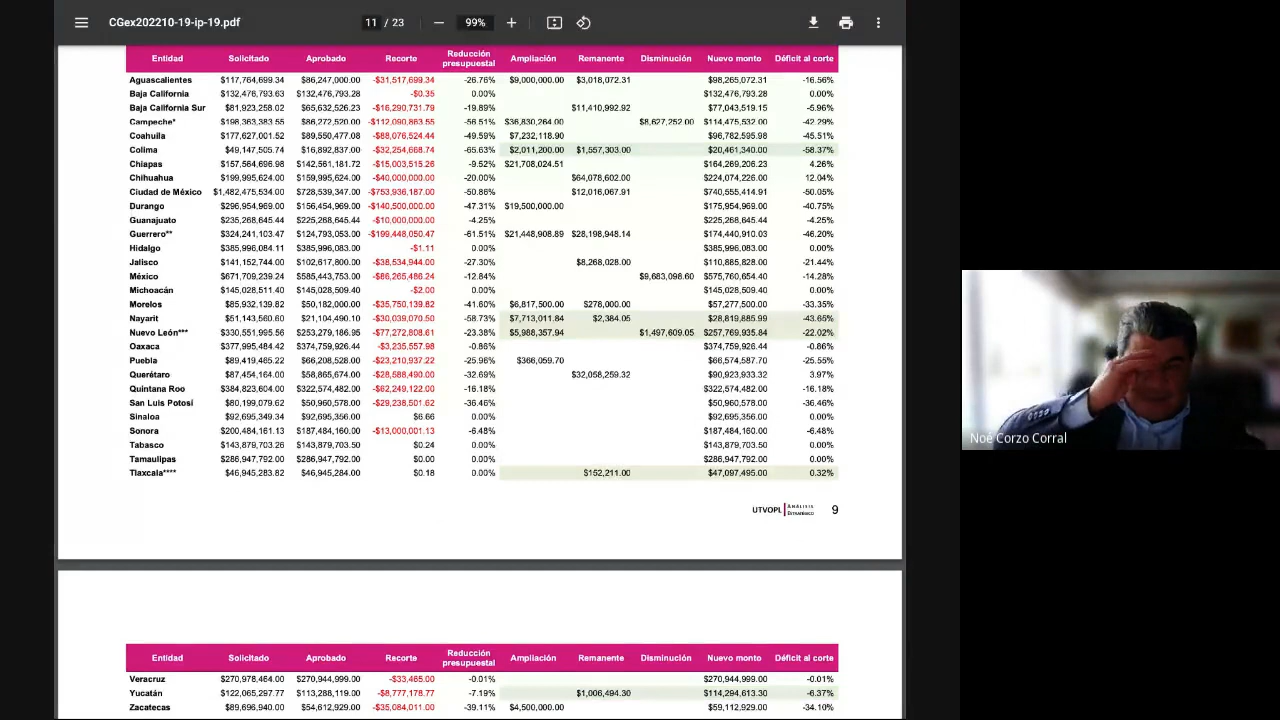 CGex202210-19-ip-19.pdf 11 / 23 99%
Entidad Solicitado Aprobado Recorte Reducción presupuestal Ampliación Remanente Disminución Nuevo monto Déficit al corte
Aguascalientes $117,764,699.34 $86,247,000.00 -$31,517,699.34 -26.76% $9,000,000.00 $3,018,072.31 $98,265,072.31 -16.56%
Baja California $132,476,793.63 $132,476,793.28 -$0.35 0.00% $132,476,793.28 0.00%
Baja California Sur $81,923,258.02 $65,632,526.23 -$16,290,731.79 -19.89% $11,410,992.92 $77,043,519.15 -5.96%
Campeche* $198,363,383.55 $86,272,520.00 -$112,090,863.55 -56.51% $36,830,264.00 $8,627,252.00 $114,475,532.00 -42.29%
Coahuila $177,627,001.52 $89,550,477.08 -$88,076,524.44 -49.59% $7,232,118.90 $96,782,595.98 -45.51%
Colima $49,147,505.74 $16,892,837.00 -$32,254,668.74 -65.63% $2,011,200.00 $1,557,303.00 $20,461,340.00 -58.37%
Chiapas $157,564,696.98 $142,561,181.72 -$15,003,515.26 -9.52% $21,708,024.51 $164,269,206.23 4.26%
Chihuahua $199,995,624.00 $159,995,624.00 -$40,000,000.00 -20.00% $64,078,602.00 $224,074,226.00 12.04%
Ciudad de México $1,482,475,534.00 $728,539,347.00 -$753,936,187.00 -50.86% $12,016,067.91 $740,555,414.91 -50.05%
Durango $296,954,969.00 $156,454,969.00 -$140,500,000.00 -47.31% $19,500,000.00 $175,954,969.00 -40.75%
Guanajuato $235,268,645.44 $225,268,645.44 -$10,000,000.00 -4.25% $225,268,645.44 -4.25%
Guerrero** $324,241,103.47 $124,793,053.00 -$199,448,050.47 -61.51% $21,448,908.89 $28,198,948.14 $174,440,910.03 -46.20%
Hidalgo $385,996,084.11 $385,996,083.00 -$1.11 0.00% $385,996,083.00 0.00%
Jalisco $141,152,744.00 $102,617,800.00 -$38,534,944.00 -27.30% $8,268,028.00 $110,885,828.00 -21.44%
México $671,709,239.24 $585,443,753.00 -$86,265,486.24 -12.84% $9,683,098.60 $575,760,654.40 -14.28%
Michoacán $145,028,511.40 $145,028,509.40 -$2.00 0.00% $145,028,509.40 0.00%
Morelos $85,932,139.82 $50,182,000.00 -$35,750,139.82 -41.60% $6,817,500.00 $278,000.00 $57,277,500.00 -33.35%
Nayarit $51,143,560.60 $21,104,490.10 -$30,039,070.50 -58.73% $7,713,011.84 $2,384.05 $28,819,885.99 -43.65%
Nuevo León*** $330,551,995.56 $253,279,186.95 -$77,272,808.61 -23.38% $5,988,357.94 $1,497,609.05 $257,769,935.84 -22.02%
Oaxaca $377,995,484.42 $374,759,926.44 -$3,235,557.98 -0.86% $374,759,926.44 -0.86%
Puebla $89,419,465.22 $66,208,528.00 -$23,210,937.22 -25.96% $366,059.70 $66,574,587.70 -25.55%
Querétaro $87,454,164.00 $58,865,674.00 -$28,588,490.00 -32.69% $32,058,259.32 $90,923,933.32 3.97%
Quintana Roo $384,823,604.00 $322,574,482.00 -$62,249,122.00 -16.18% $322,574,482.00 -16.18%
San Luis Potosí $80,199,079.62 $50,960,578.00 -$29,238,501.62 -36.46% $50,960,578.00 -36.46%
Sinaloa $92,695,349.34 $92,695,356.00 $6.66 0.00% $92,695,356.00 0.00%
Sonora $200,484,161.13 $187,484,160.00 -$13,000,001.13 -6.48% $187,484,160.00 -6.48%
Tabasco $143,879,703.26 $143,879,703.50 $0.24 0.00% $143,879,703.50 0.00%
Tamaulipas $286,947,792.00 $286,947,792.00 $0.00 0.00% $286,947,792.00 0.00%
Tlaxcala**** $46,945,283.82 $46,945,284.00 $0.18 0.00% $152,211.00 $47,097,495.00 0.32%
UTVOPL ANÁLISIS ESTRATÉGICO 9
Entidad Solicitado Aprobado Recorte Reducción presupuestal Ampliación Remanente Disminución Nuevo monto Déficit al corte
Veracruz $270,978,464.00 $270,944,999.00 -$33,465.00 -0.01% $270,944,999.00 -0.01%
Yucatán $122,065,297.77 $113,288,119.00 -$8,777,178.77 -7.19% $1,006,494.30 $114,294,613.30 -6.37%
Zacatecas $89,696,940.00 $54,612,929.00 -$35,084,011.00 -39.11% $4,500,000.00 $59,112,929.00 -34.10%
Noé Corzo Corral